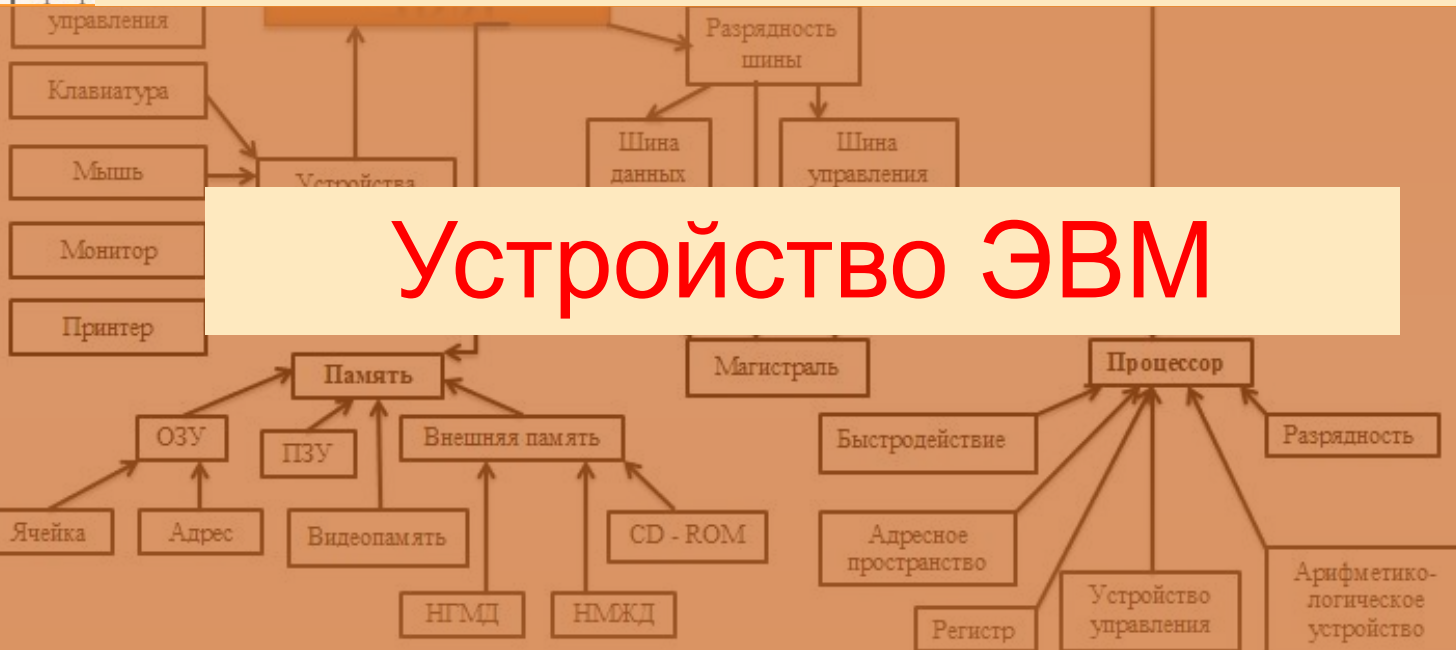 управления
Разрядность
шины
Клавиатура
Шина
данных
Шина
управления
Мышь
Устройства
Устройство ЭВМ
Монитор
Принтер
Память
Магистраль
Процессор
ОЗУ
ПЗУ
Внешняя память
Быстродействие
Разрядность
Ячейка
Адрес
Видеопамять
CD - ROM
Адресное
пространство
НГМД
НМЖД
Регистр
Устройство
управления
Арифметико-
логическое
устройство